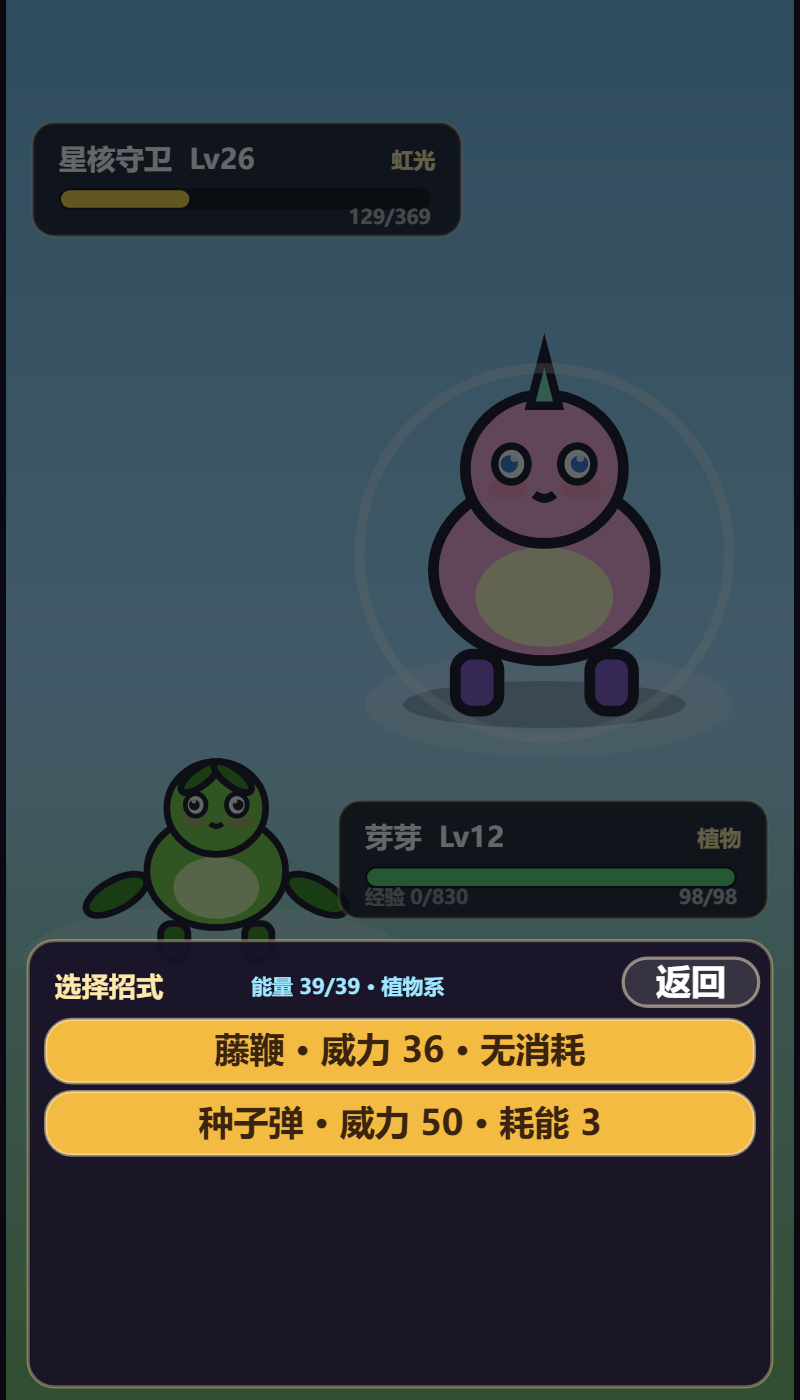 星核守卫 Lv26 虹光
129/369
芽芽 Lv12 植物
经验 0/830 98/98
选择招式 能量 39/39 • 植物系 返回
藤鞭 • 威力 36 • 无消耗
种子弹 • 威力 50 • 耗能 3